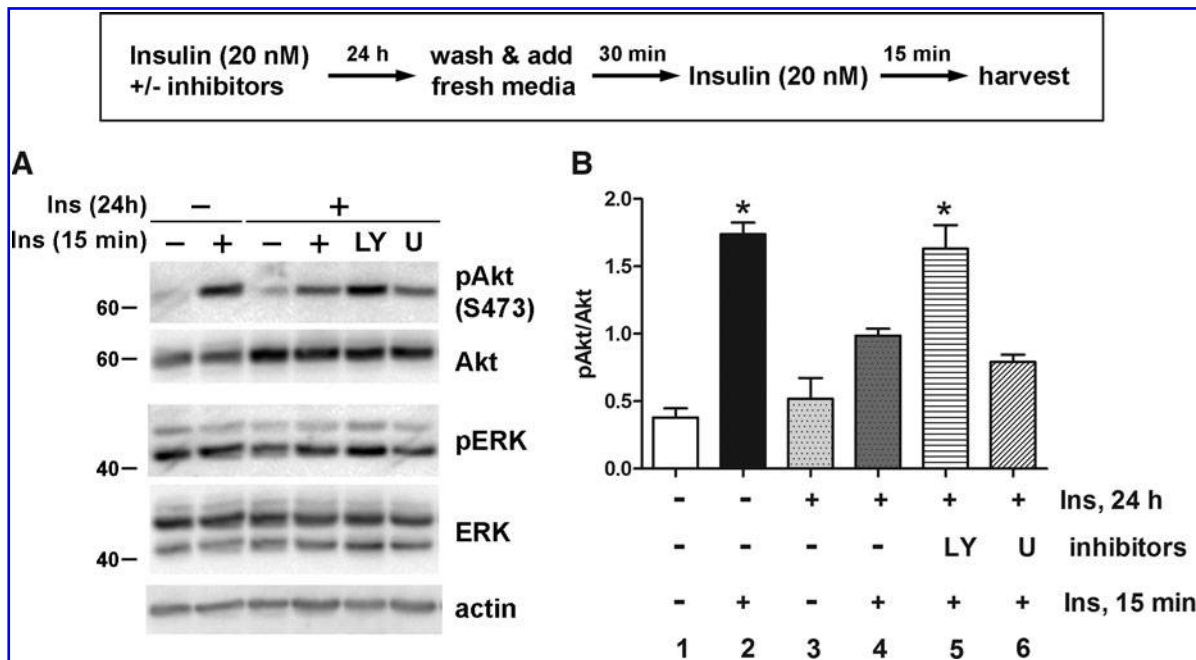 Insulin (20 nM) +/- inhibitors
24 h
wash & add fresh media
30 min
Insulin (20 nM)
15 min
harvest
A
Ins (24h) − +
Ins (15 min) − + − + LY U
60 pAkt (S473)
60 Akt
40 pERK
40 ERK
actin
B
pAkt/Akt
2.0
1.5
1.0
0.5
0.0
* *
- - + + + + Ins, 24 h
- - - - LY U inhibitors
- + - + + + Ins, 15 min
1 2 3 4 5 6